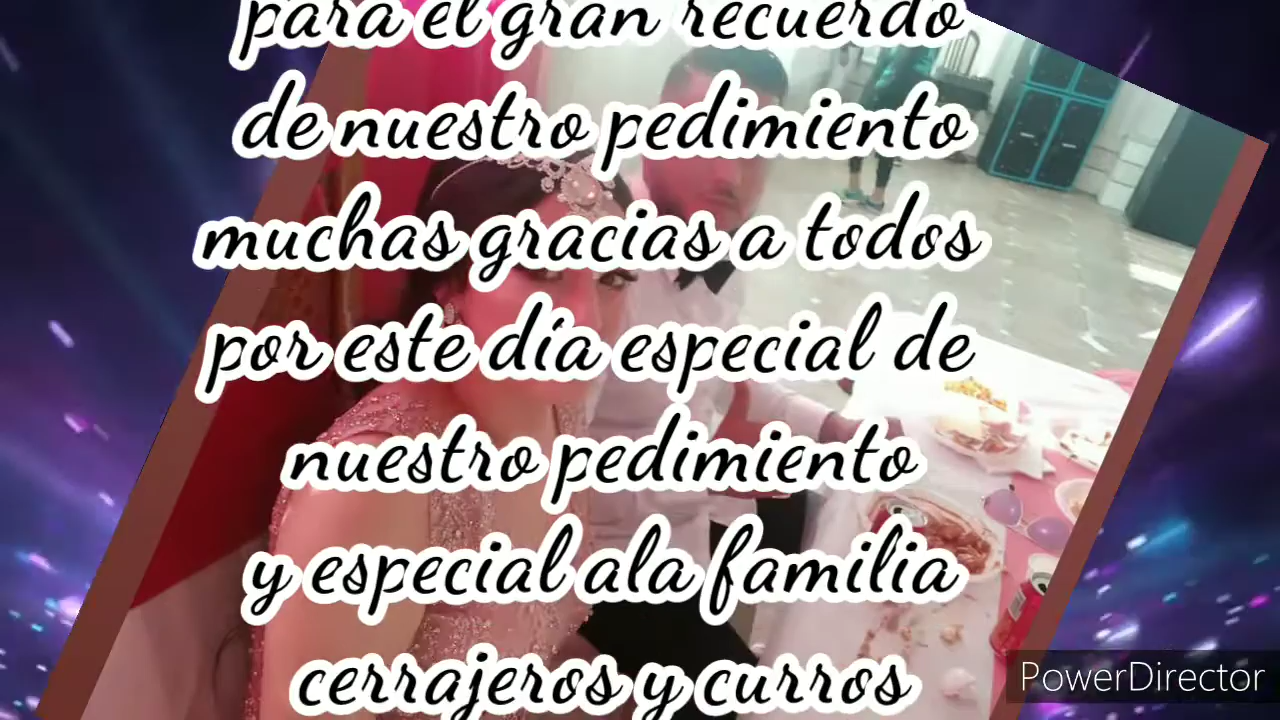 para el gran recuerdo
de nuestro pedimiento
muchas gracias a todos
por este día especial de
nuestro pedimiento
y especial ala familia
cerrajeros y curros
PowerDirector